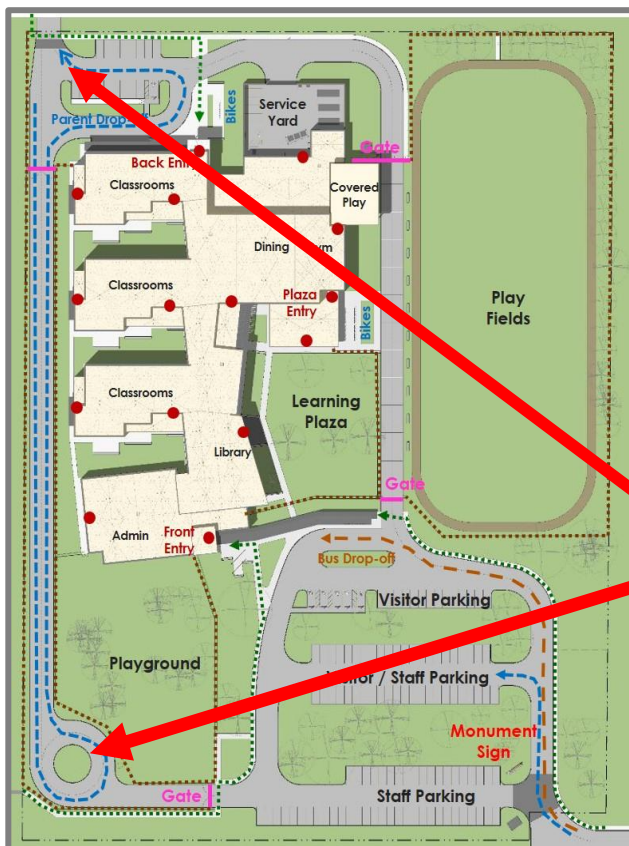 Service
Yard
Bikes
Parent Drop-off
Back Entry
Gate
Classrooms
Covered
Play
Dining
Classrooms
Plaza
Entry
Bikes
Play
Fields
Classrooms
Learning
Plaza
Library
Gate
Admin
Front
Entry
Bus Drop-off
Visitor Parking
Playground
Visitor / Staff Parking
Monument
Sign
Gate
Staff Parking